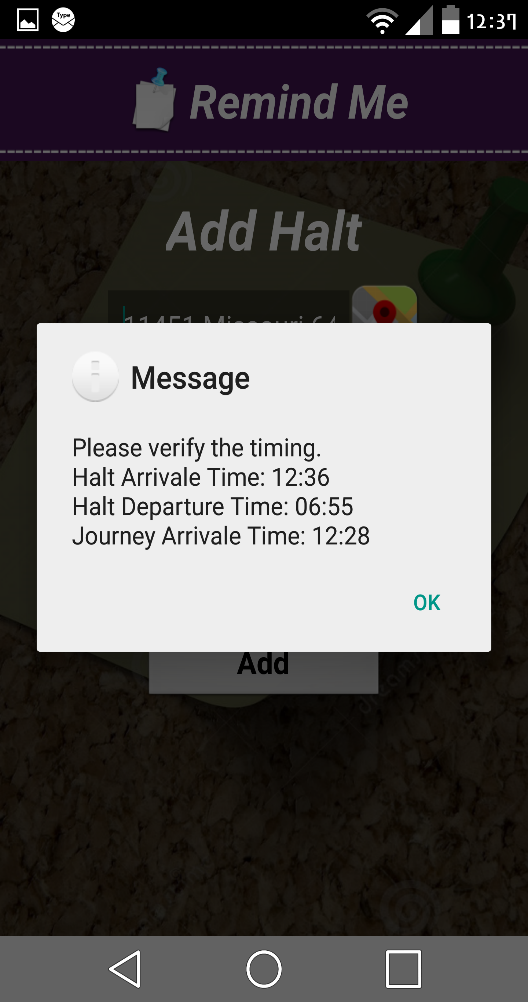 Type
12:37
Remind Me
Add Halt
11451 Missouri 64
Message
Please verify the timing.
Halt Arrivale Time: 12:36
Halt Departure Time: 06:55
Journey Arrivale Time: 12:28
OK
Add